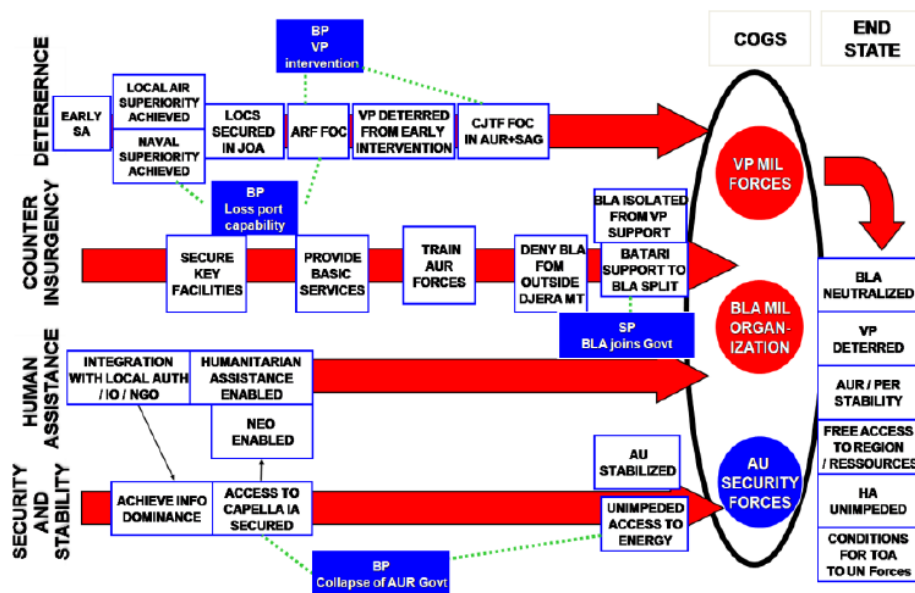 BP
VP
intervention
COGS
END
STATE
DETERERNCE
EARLY
SA
LOCAL AIR
SUPERIORITY
ACHIEVED
NAVAL
SUPERIORITY
ACHIEVED
LOCS
SECURED
IN JOA
ARF FOC
VP DETERRED
FROM EARLY
INTERVENTION
CJTF FOC
IN AUR+SAG
BP
Loss port
capability
COUNTER
INSURGENCY
SECURE
KEY
FACILITIES
PROVIDE
BASIC
SERVICES
TRAIN
AUR
FORCES
DENY BLA
FOM
OUTSIDE
DJERA MT
BLA ISOLATED
FROM VP
SUPPORT
BATARI
SUPPORT TO
BLA SPLIT
SP
BLA joins Govt
HUMAN
ASSISTANCE
INTEGRATION
WITH LOCAL AUTH
/ IO / NGO
HUMANITARIAN
ASSISTANCE
ENABLED
NEO
ENABLED
SECURITY
AND
STABILITY
ACHIEVE INFO
DOMINANCE
ACCESS TO
CAPELLA IA
SECURED
AU
STABILIZED
UNIMPEDED
ACCESS TO
ENERGY
BP
Collapse of AUR Govt
VP MIL
FORCES
BLA MIL
ORGAN-
IZATION
AU
SECURITY
FORCES
BLA
NEUTRALIZED
VP
DETERRED
AUR / PER
STABILITY
FREE ACCESS
TO REGION
/ RESSOURCES
HA
UNIMPEDED
CONDITIONS
FOR TOA
TO UN Forces